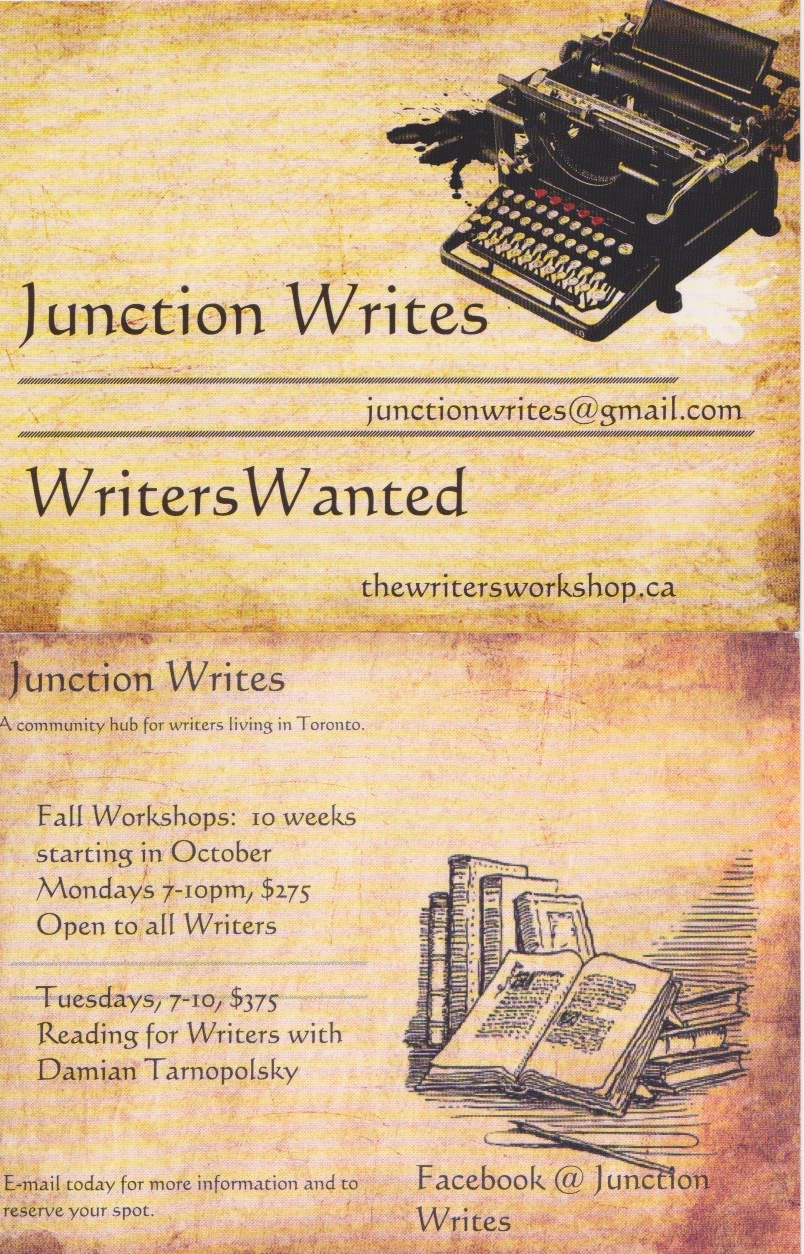 Junction Writes
junctionwrites@gmail.com
WritersWanted
thewritersworkshop.ca
Junction Writes
A community hub for writers living in Toronto.
Fall Workshops: 10 weeks
starting in October
Mondays 7-10pm, $275
Open to all Writers
Tuesdays, 7-10, $375
Reading for Writers with
Damian Tarnopolsky
E-mail today for more information and to
reserve your spot.
Facebook @ Junction
Writes